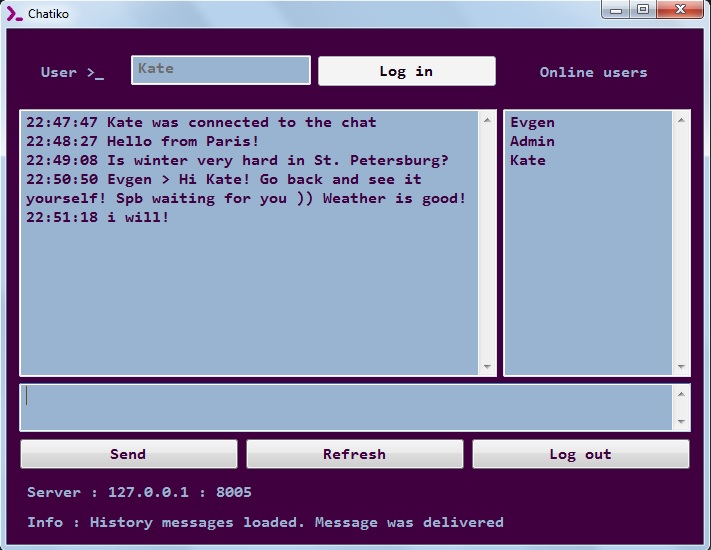 Chatiko
User >_
Kate
Log in
Online users
22:47:47 Kate was connected to the chat
22:48:27 Hello from Paris!
22:49:08 Is winter very hard in St. Petersburg?
22:50:50 Evgen > Hi Kate! Go back and see it
yourself! Spb waiting for you )) Weather is good!
22:51:18 i will!
Evgen
Admin
Kate
Send
Refresh
Log out
Server : 127.0.0.1 : 8005
Info : History messages loaded. Message was delivered